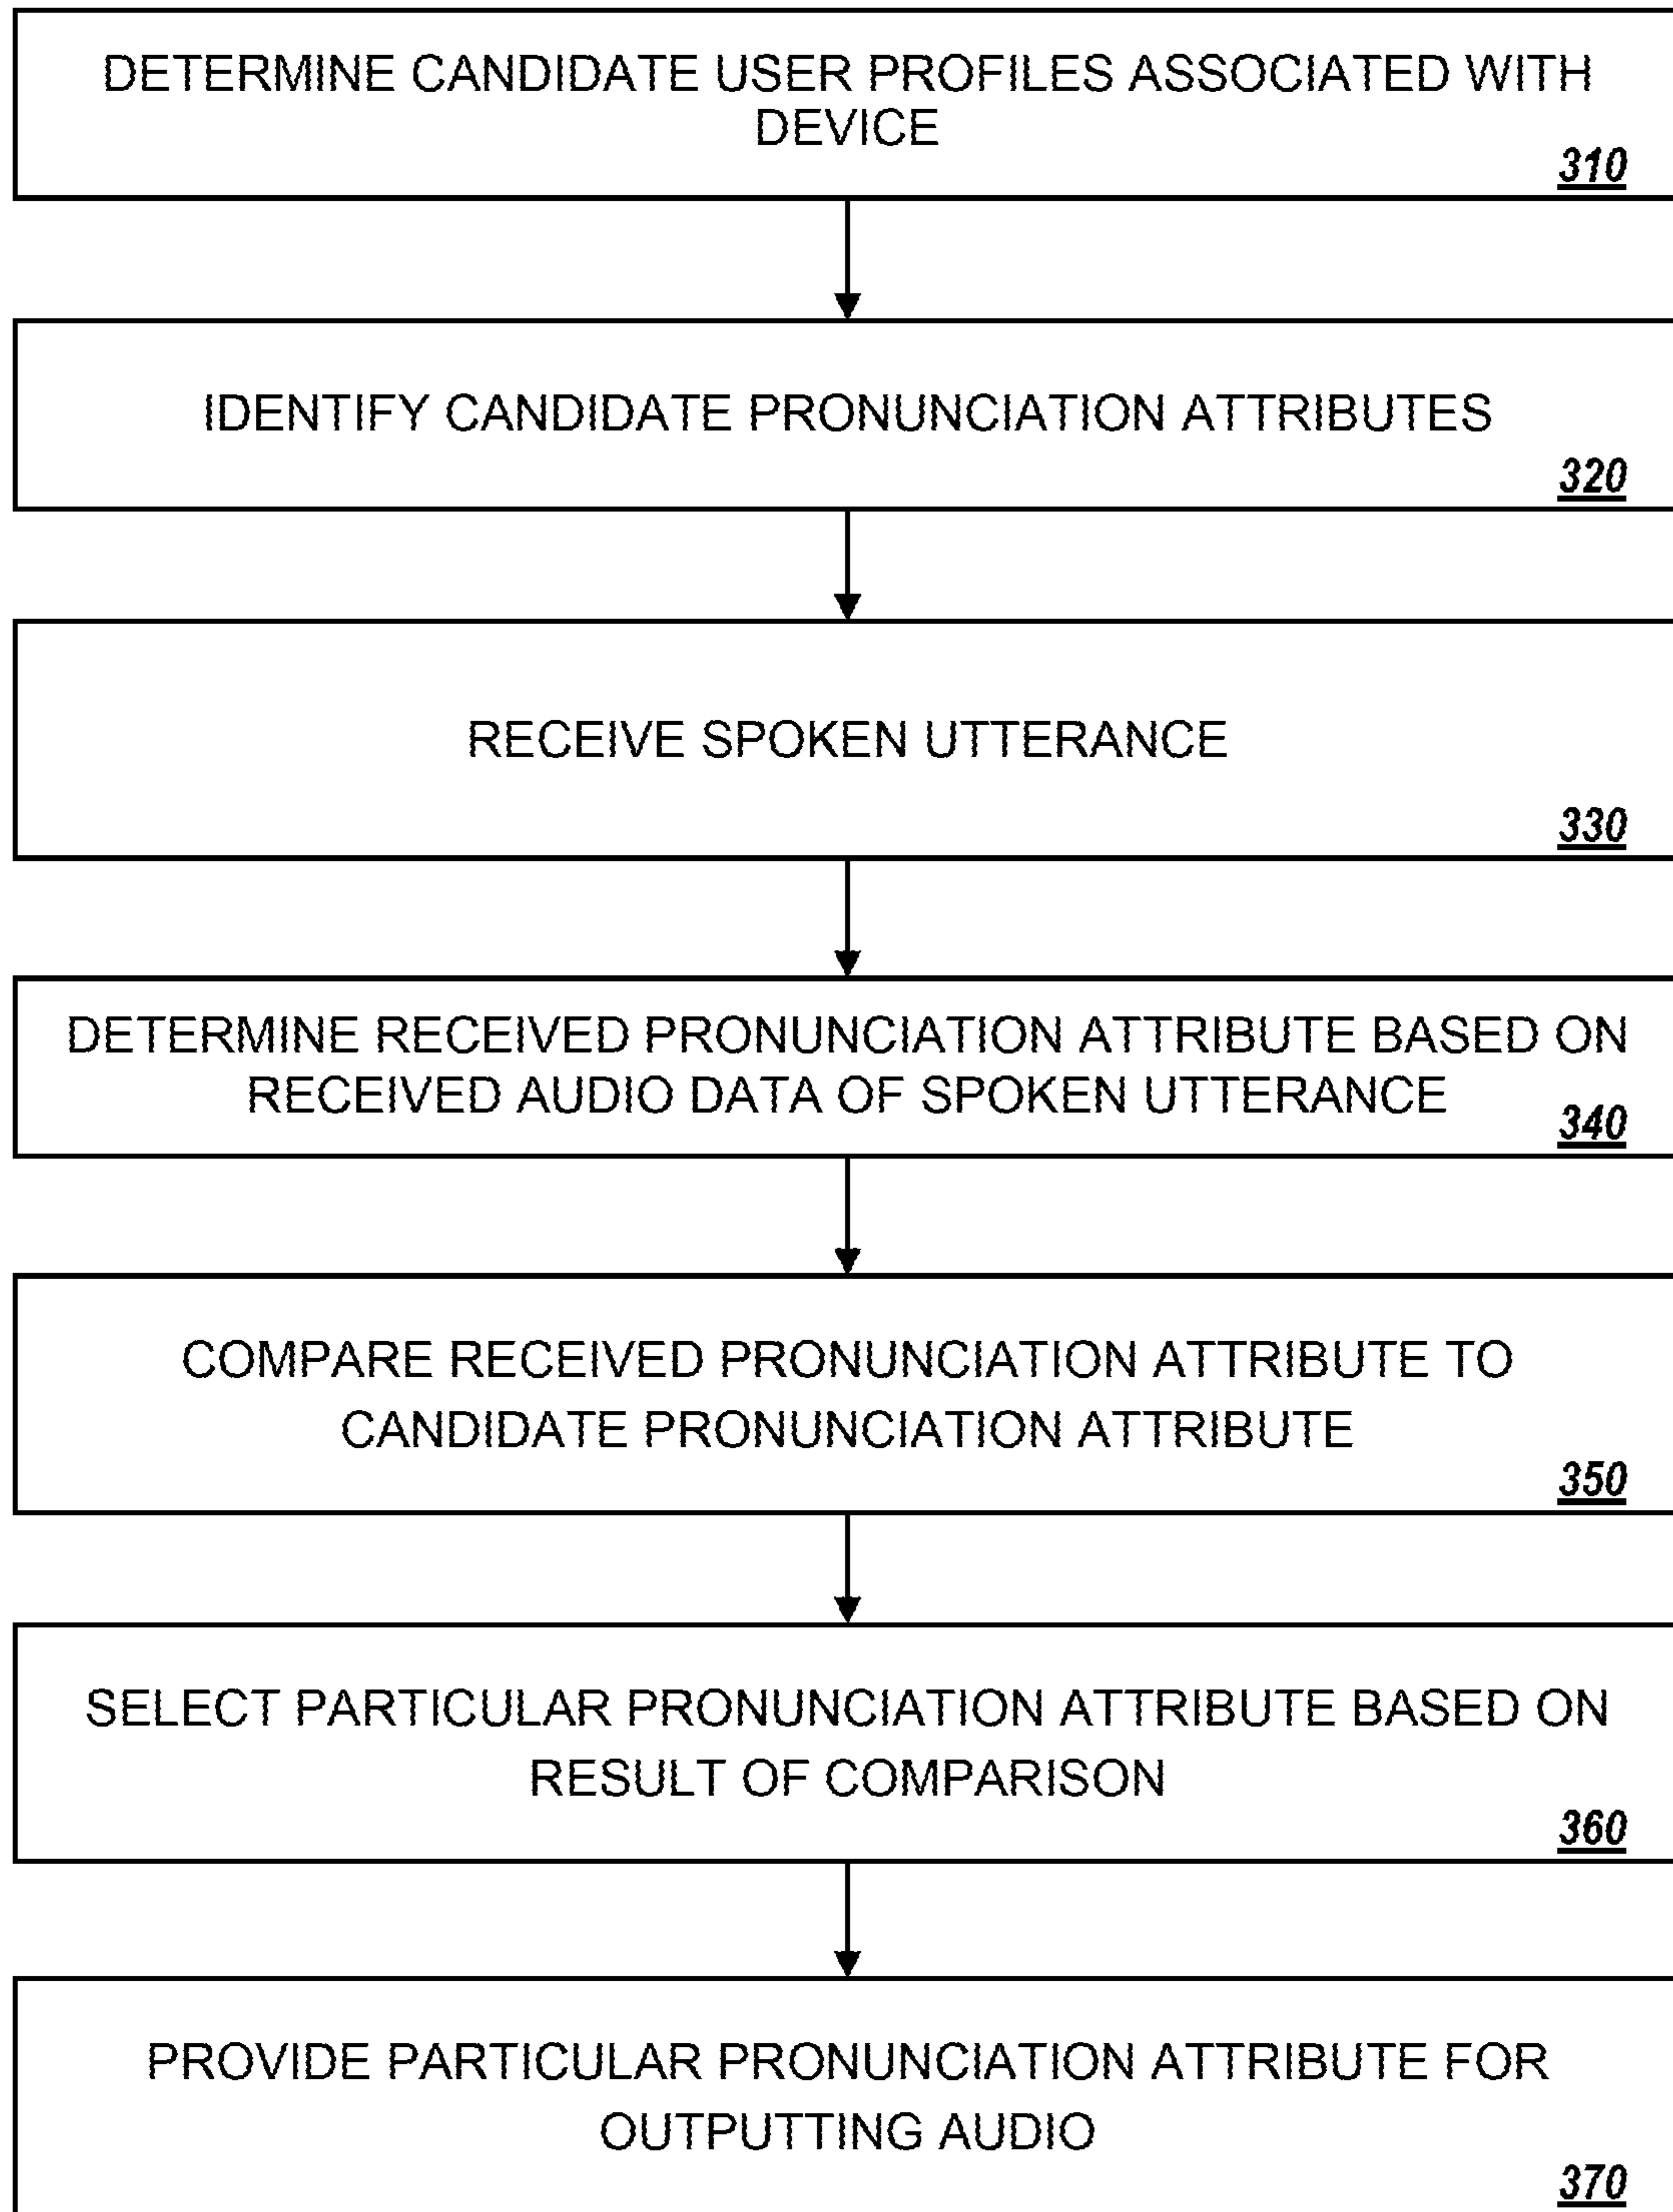 DETERMINE CANDIDATE USER PROFILES ASSOCIATED WITH
DEVICE
310
IDENTIFY CANDIDATE PRONUNCIATION ATTRIBUTES
320
RECEIVE SPOKEN UTTERANCE
330
DETERMINE RECEIVED PRONUNCIATION ATTRIBUTE BASED ON
RECEIVED AUDIO DATA OF SPOKEN UTTERANCE
340
COMPARE RECEIVED PRONUNCIATION ATTRIBUTE TO
CANDIDATE PRONUNCIATION ATTRIBUTE
350
SELECT PARTICULAR PRONUNCIATION ATTRIBUTE BASED ON
RESULT OF COMPARISON
360
PROVIDE PARTICULAR PRONUNCIATION ATTRIBUTE FOR
OUTPUTTING AUDIO
370